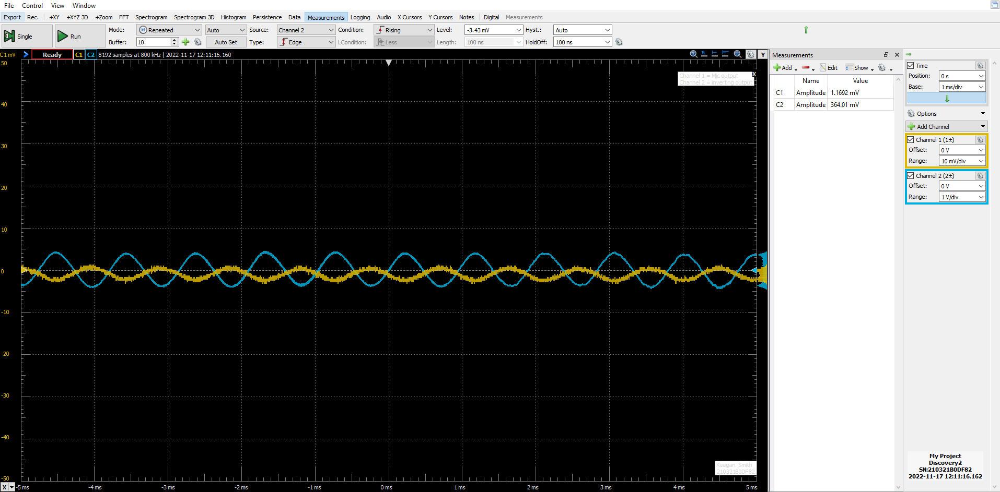 File Control View Window
Export Rec. +XY +XYZ 3D +Zoom FFT Spectrogram Spectrogram 3D Histogram Persistence Data Measurements Logging Audio X Cursors Y Cursors Notes Digital Measurements
Single Run Mode: Repeated Auto Source: Channel 2 Condition: Rising Level: -3.43 mV Hyst.: Auto
Buffer: 10 Auto Set Type: Edge LCondition: Less Length: 100 ns HoldOff: 100 ns
C1 mV Ready C1 C2 8192 samples at 800 kHz | 2022-11-17 12:11:16.160 Y
50
40
30
20
10
0
-10
-20
-30
-40
-50
Channel 1 = Mic output X
Channel 2 = inverting output
Keegan Smith
210321B0DF82
X -5 ms -4 ms -3 ms -2 ms -1 ms 0 ms 1 ms 2 ms 3 ms 4 ms 5 ms
Measurements
Add Edit Show
Name Value
C1 Amplitude 1.1692 mV
C2 Amplitude 364.01 mV
Time
Position: 0 s
Base: 1 ms/div
Options
Add Channel
Channel 1 (1±)
Offset: 0 V
Range: 10 mV/div
Channel 2 (2±)
Offset: 0 V
Range: 1 V/div
My Project
Discovery2
SN:210321B0DF82
2022-11-17 12:11:16.162